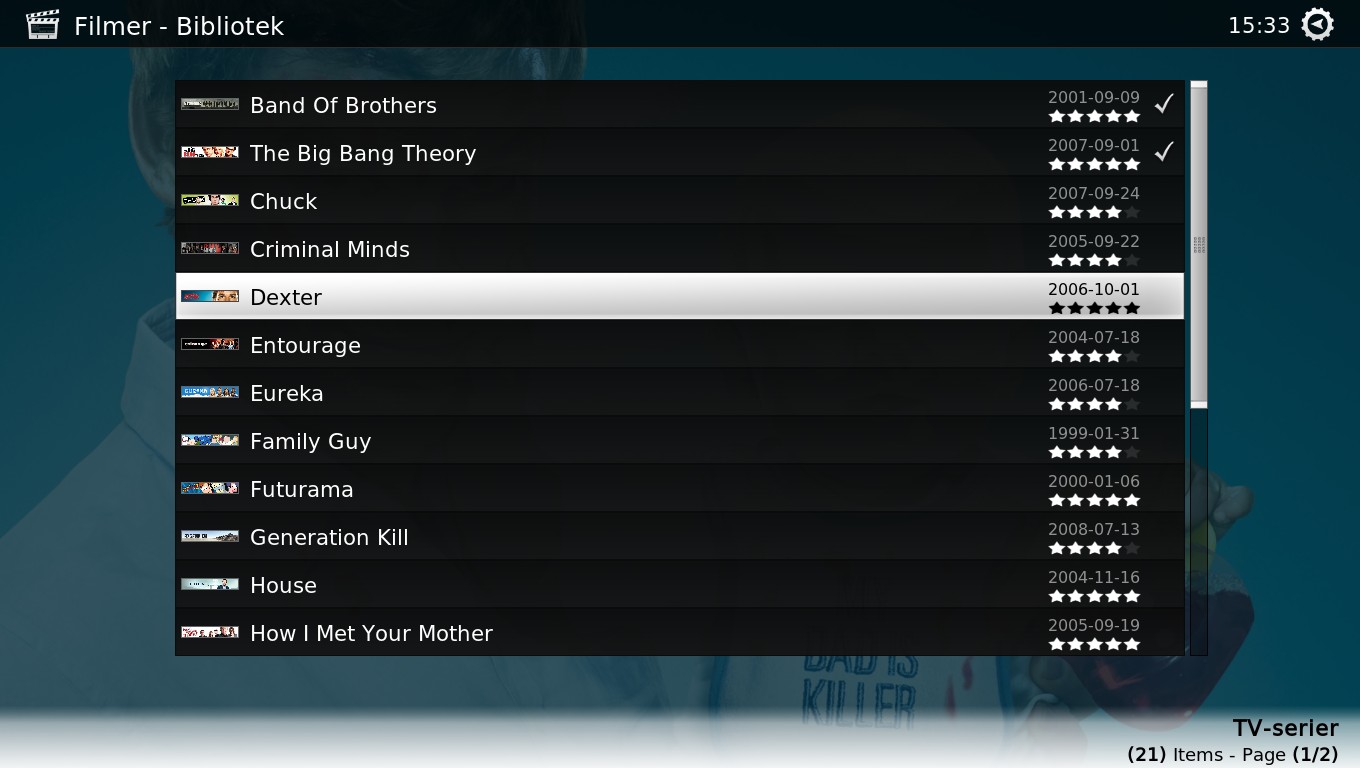 Filmer - Bibliotek
15:33
Band Of Brothers 2001-09-09
The Big Bang Theory 2007-09-01
Chuck 2007-09-24
Criminal Minds 2005-09-22
Dexter 2006-10-01
Entourage 2004-07-18
Eureka 2006-07-18
Family Guy 1999-01-31
Futurama 2000-01-06
Generation Kill 2008-07-13
House 2004-11-16
How I Met Your Mother 2005-09-19
BAD IS
KILLER
TV-serier
(21) Items - Page (1/2)